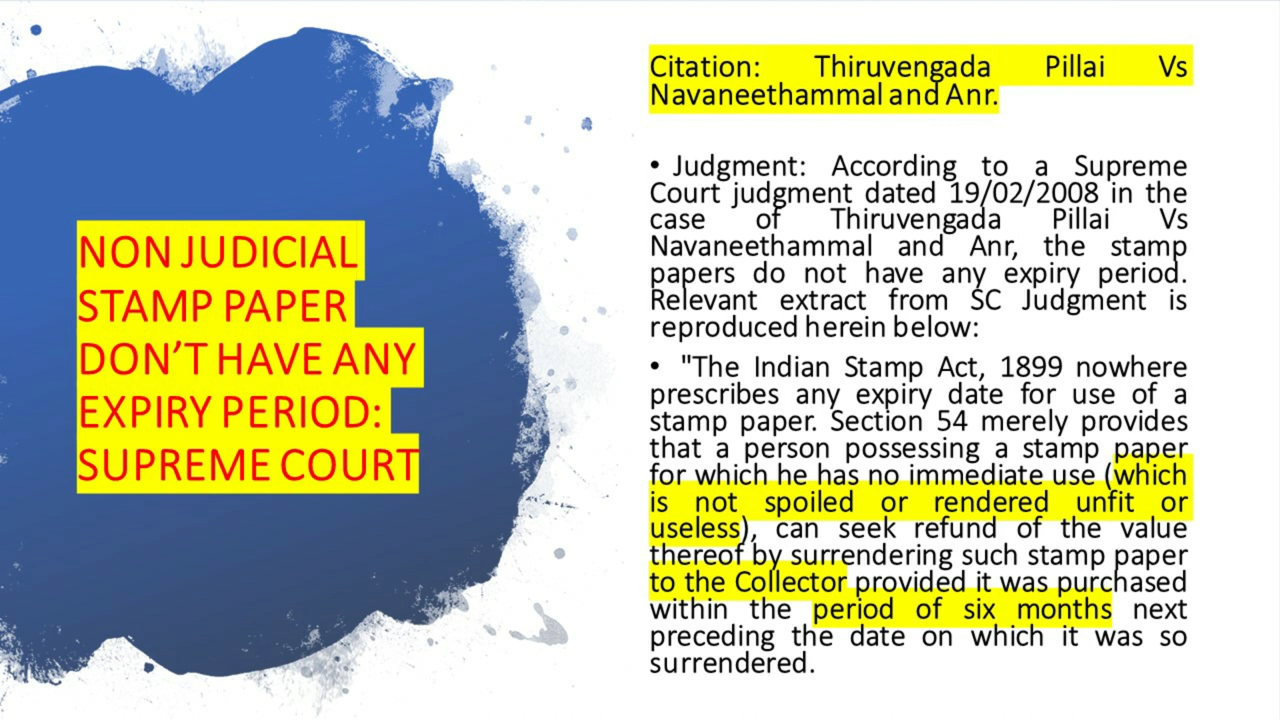 NON JUDICIAL
STAMP PAPER
DON’T HAVE ANY
EXPIRY PERIOD:
SUPREME COURT
Citation: Thiruvengada Pillai Vs
Navaneethammal and Anr.
• Judgment: According to a Supreme
Court judgment dated 19/02/2008 in the
case of Thiruvengada Pillai Vs
Navaneethammal and Anr, the stamp
papers do not have any expiry period.
Relevant extract from SC Judgment is
reproduced herein below:
• "The Indian Stamp Act, 1899 nowhere
prescribes any expiry date for use of a
stamp paper. Section 54 merely provides
that a person possessing a stamp paper
for which he has no immediate use (which
is not spoiled or rendered unfit or
useless), can seek refund of the value
thereof by surrendering such stamp paper
to the Collector provided it was purchased
within the period of six months next
preceding the date on which it was so
surrendered.